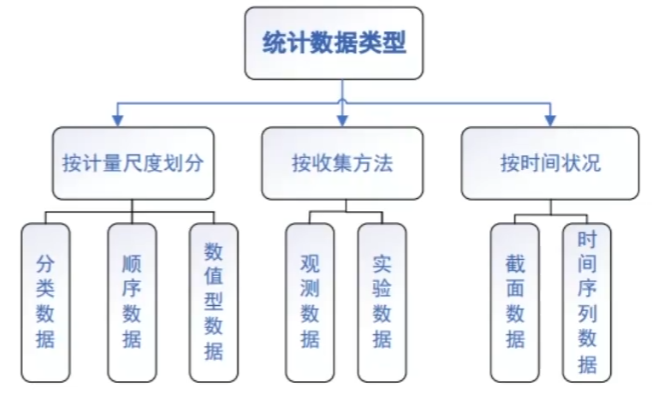 统计数据类型
按计量尺度划分
按收集方法
按时间状况
分类数据
顺序数据
数值型数据
观测数据
实验数据
截面数据
时间序列数据